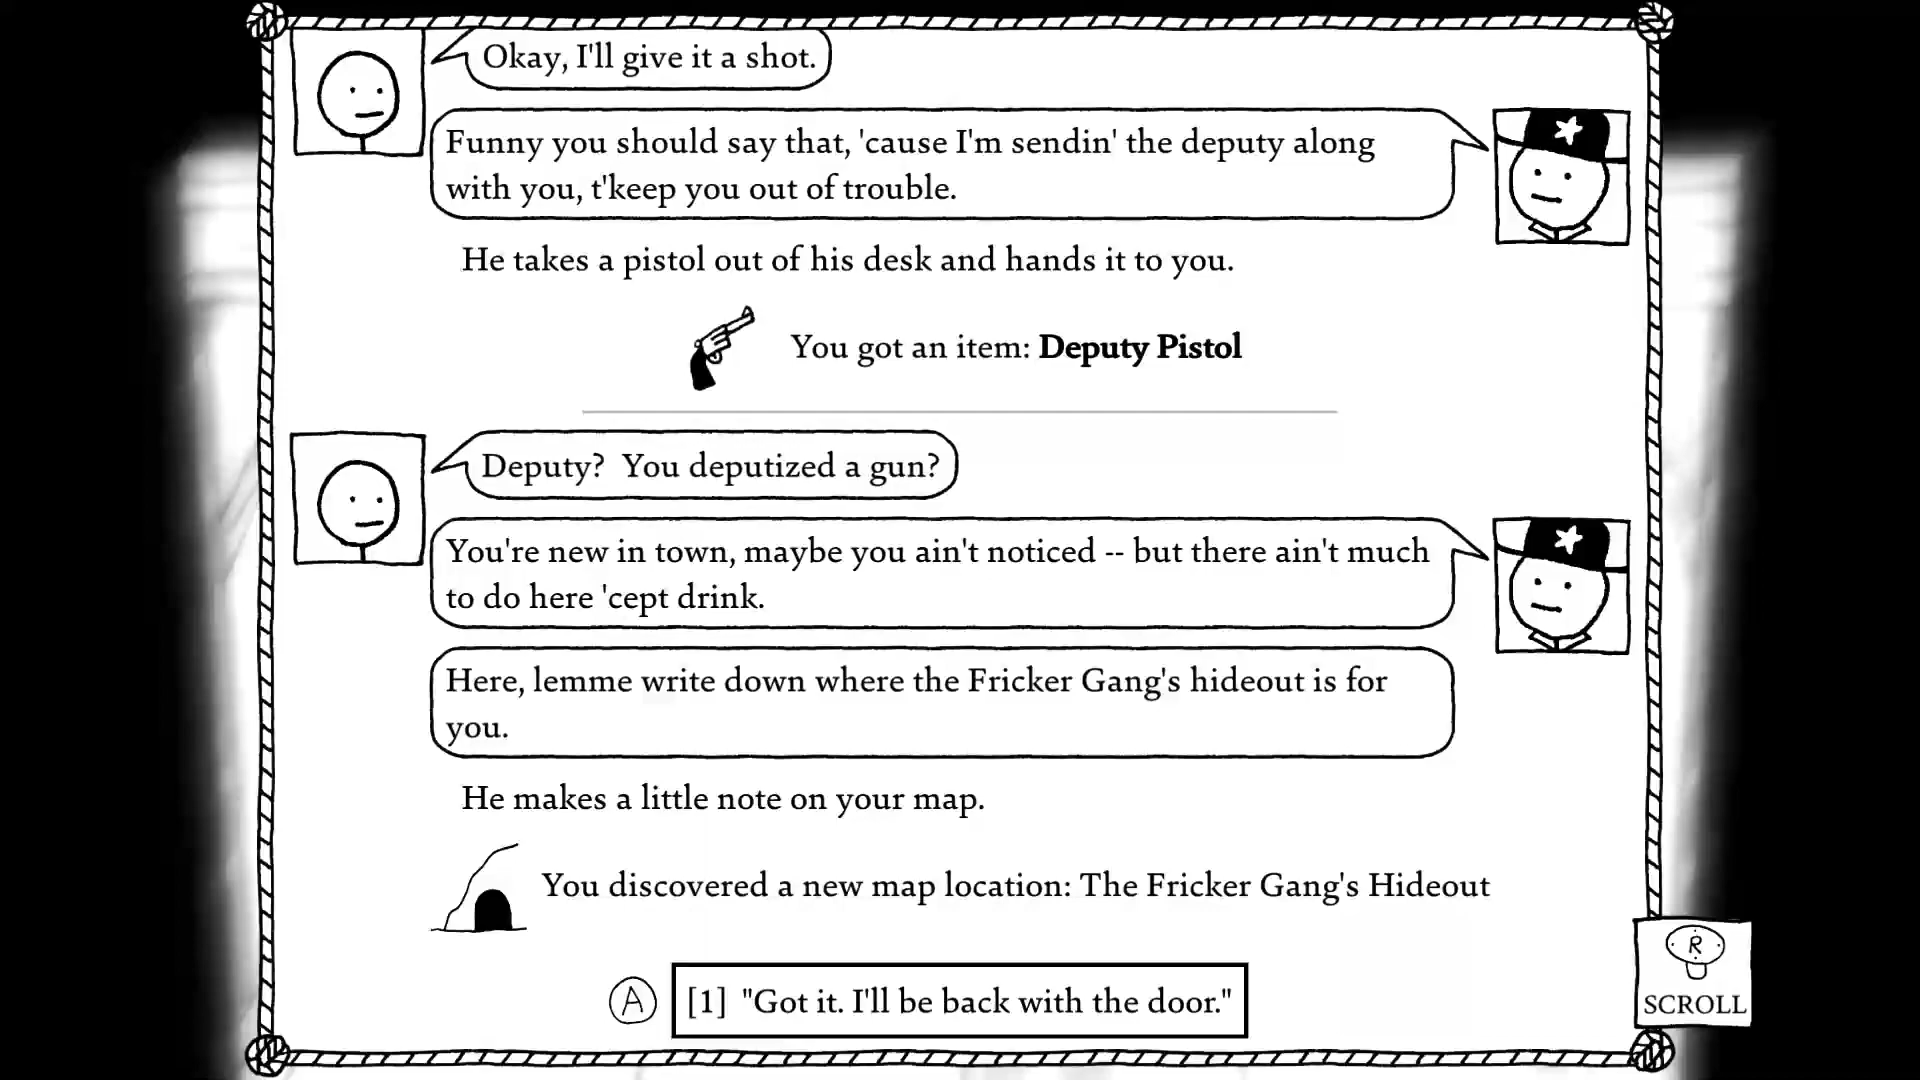 Okay, I'll give it a shot.
Funny you should say that, 'cause I'm sendin' the deputy along
with you, t'keep you out of trouble.
He takes a pistol out of his desk and hands it to you.
You got an item: Deputy Pistol
Deputy?  You deputized a gun?
You're new in town, maybe you ain't noticed -- but there ain't much
to do here 'cept drink.
Here, lemme write down where the Fricker Gang's hideout is for
you.
He makes a little note on your map.
You discovered a new map location: The Fricker Gang's Hideout
A [1] "Got it. I'll be back with the door."
R
SCROLL